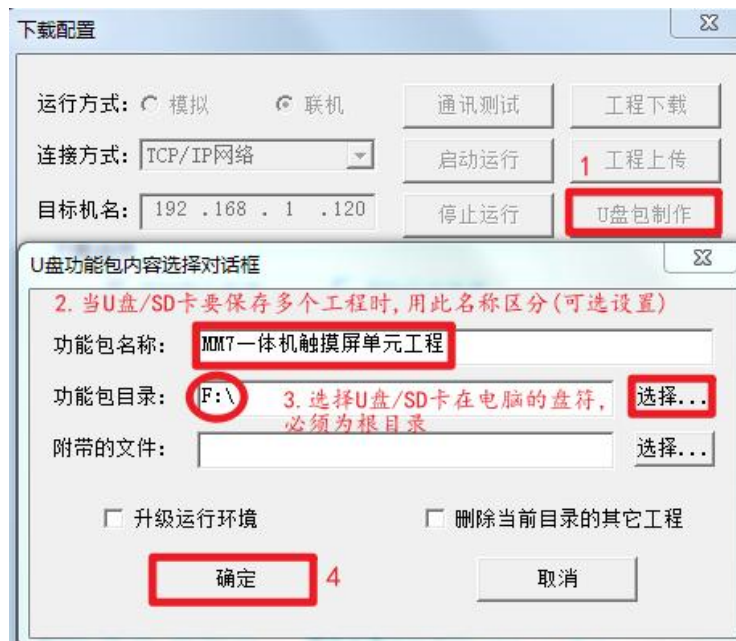 下载配置
运行方式: 模拟 联机 通讯测试 工程下载
连接方式: TCP/IP网络 启动运行 1 工程上传
目标机名: 192 .168 . 1 .120 停止运行 U盘包制作
U盘功能包内容选择对话框
2. 当U盘/SD卡要保存多个工程时,用此名称区分(可选设置)
功能包名称: MM7一体机触摸屏单元工程
功能包目录: F:\ 3. 选择U盘/SD卡在电脑的盘符, 选择...
必须为根目录
附带的文件: 选择...
升级运行环境 删除当前目录的其它工程
确定 4 取消